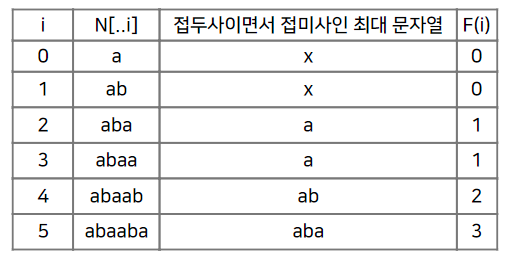 i N[..i] 접두사이면서 접미사인 최대 문자열 F(i)
0 a x 0
1 ab x 0
2 aba a 1
3 abaa a 1
4 abaab ab 2
5 abaaba aba 3